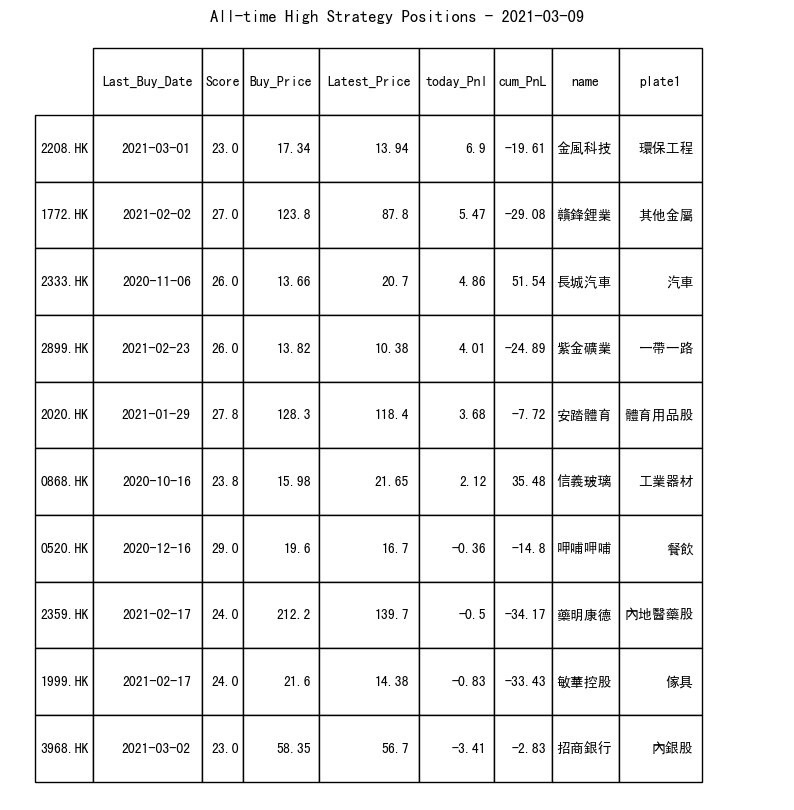 All-time High Strategy Positions - 2021-03-09
Last_Buy_Date Score Buy_Price Latest_Price today_Pnl cum_PnL name plate1
2208.HK 2021-03-01 23.0 17.34 13.94 6.9 -19.61 金風科技 環保工程
1772.HK 2021-02-02 27.0 123.8 87.8 5.47 -29.08 贛鋒鋰業 其他金屬
2333.HK 2020-11-06 26.0 13.66 20.7 4.86 51.54 長城汽車 汽車
2899.HK 2021-02-23 26.0 13.82 10.38 4.01 -24.89 紫金礦業 一帶一路
2020.HK 2021-01-29 27.8 128.3 118.4 3.68 -7.72 安踏體育 體育用品股
0868.HK 2020-10-16 23.8 15.98 21.65 2.12 35.48 信義玻璃 工業器材
0520.HK 2020-12-16 29.0 19.6 16.7 -0.36 -14.8 呷哺呷哺 餐飲
2359.HK 2021-02-17 24.0 212.2 139.7 -0.5 -34.17 藥明康德 內地醫藥股
1999.HK 2021-02-17 24.0 21.6 14.38 -0.83 -33.43 敏華控股 傢具
3968.HK 2021-03-02 23.0 58.35 56.7 -3.41 -2.83 招商銀行 內銀股